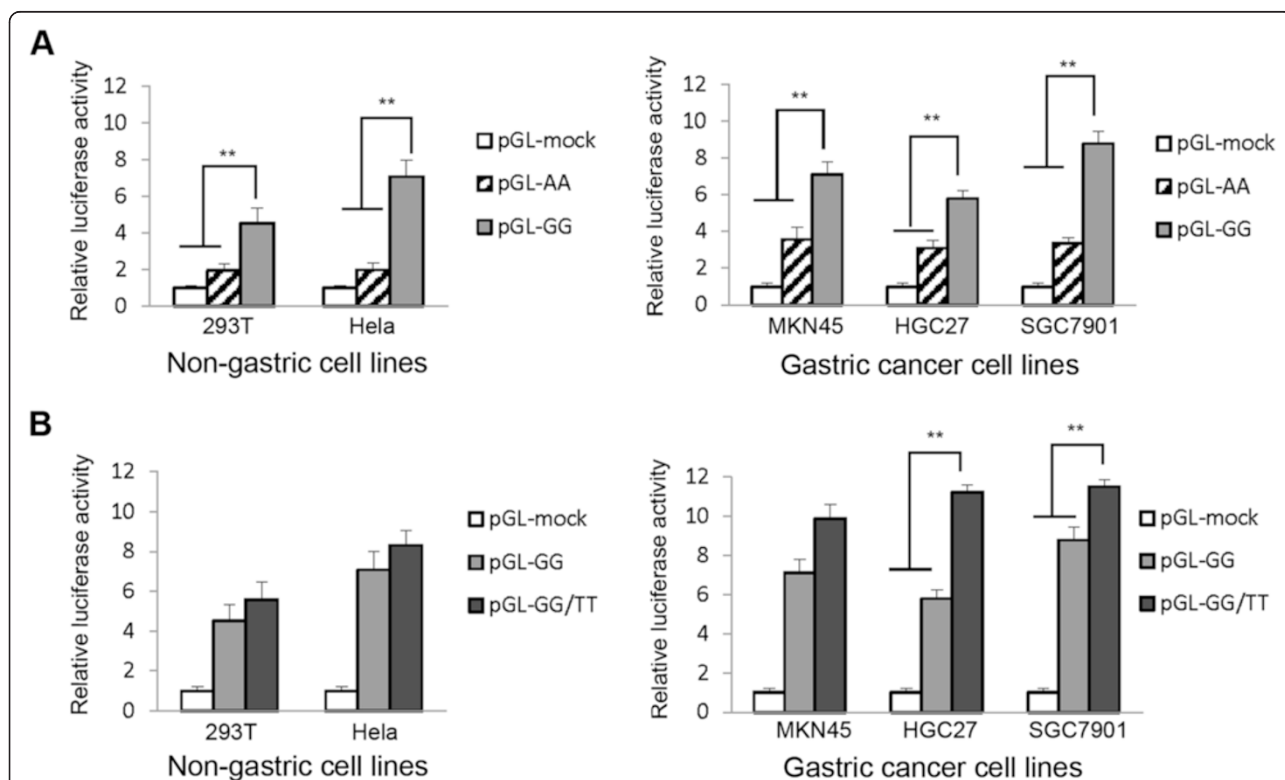 A
Relative luciferase activity
12
10
8
6
4
2
0
**
**
293T
Hela
Non-gastric cell lines
pGL-mock
pGL-AA
pGL-GG
Relative luciferase activity
12
10
8
6
4
2
0
**
**
**
MKN45
HGC27
SGC7901
Gastric cancer cell lines
pGL-mock
pGL-AA
pGL-GG
B
Relative luciferase activity
12
10
8
6
4
2
0
293T
Hela
Non-gastric cell lines
pGL-mock
pGL-GG
pGL-GG/TT
Relative luciferase activity
12
10
8
6
4
2
0
**
**
MKN45
HGC27
SGC7901
Gastric cancer cell lines
pGL-mock
pGL-GG
pGL-GG/TT